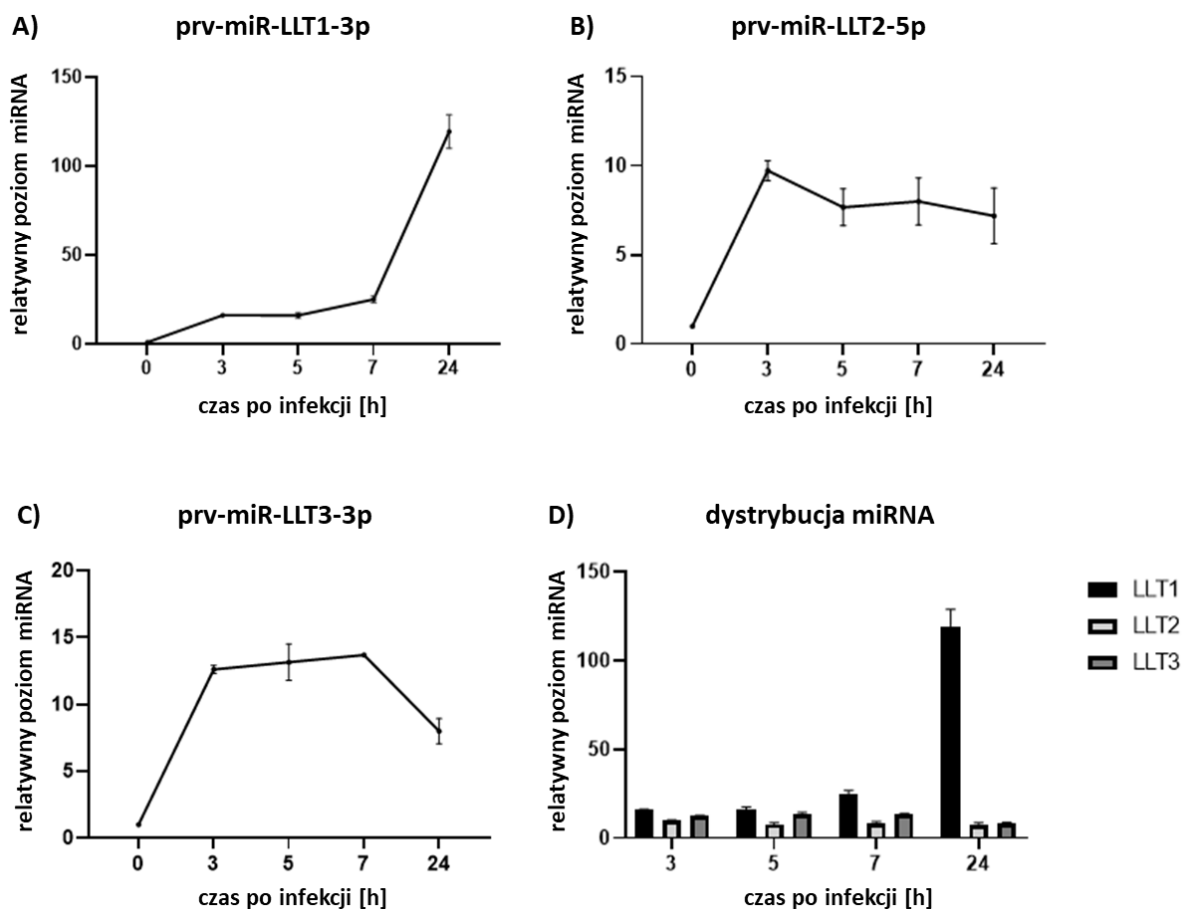 A) prv-miR-LLT1-3p
relatywny poziom miRNA
150
100
50
0
0 3 5 7 24
czas po infekcji [h]
B) prv-miR-LLT2-5p
relatywny poziom miRNA
15
10
5
0
0 3 5 7 24
czas po infekcji [h]
C) prv-miR-LLT3-3p
relatywny poziom miRNA
20
15
10
5
0
0 3 5 7 24
czas po infekcji [h]
D) dystrybucja miRNA
relatywny poziom miRNA
150
100
50
0
3 5 7 24
czas po infekcji [h]
LLT1
LLT2
LLT3